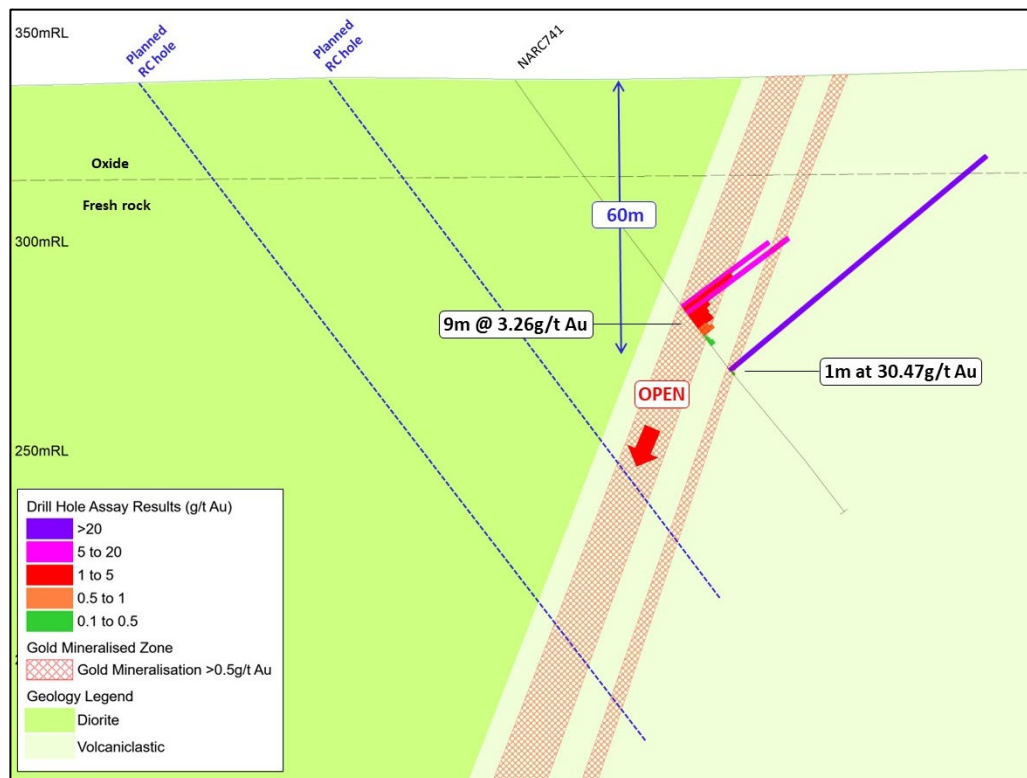 350mRL
Planned
RC hole
Planned
RC hole
NARC741
Oxide
Fresh rock
60m
300mRL
9m @ 3.26g/t Au
1m at 30.47g/t Au
OPEN
250mRL
Drill Hole Assay Results (g/t Au)
>20
5 to 20
1 to 5
0.5 to 1
0.1 to 0.5
Gold Mineralised Zone
Gold Mineralisation >0.5g/t Au
Geology Legend
Diorite
Volcaniclastic